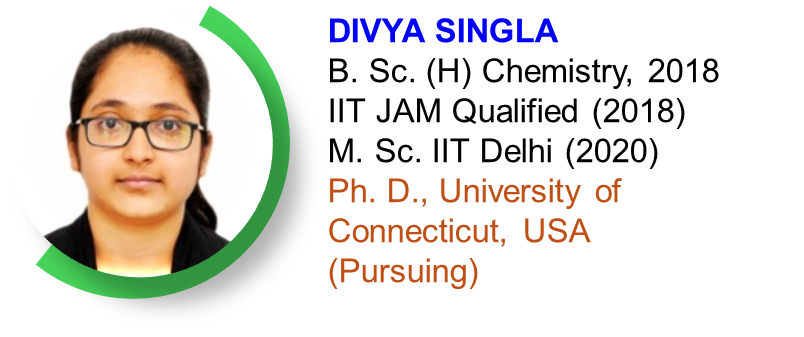 DIVYA SINGLA
B. Sc. (H) Chemistry, 2018
IIT JAM Qualified (2018)
M. Sc. IIT Delhi (2020)
Ph. D., University of
Connecticut, USA
(Pursuing)